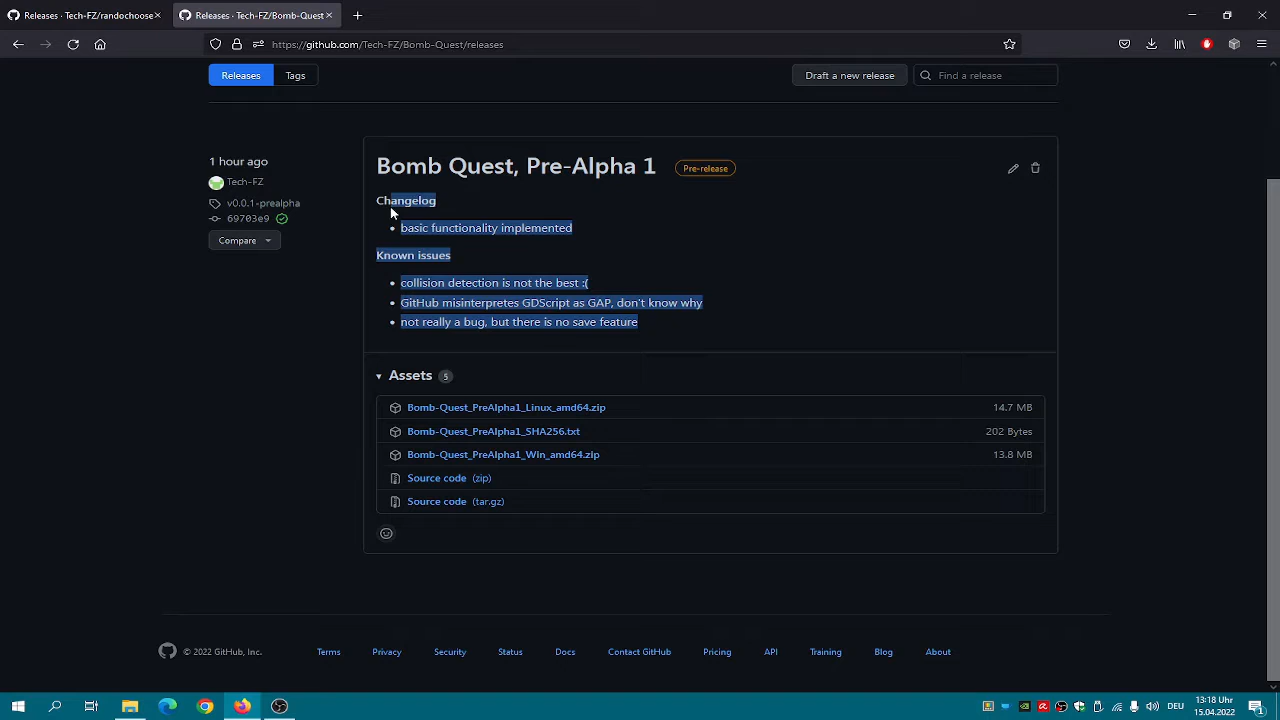 Releases · Tech-FZ/randochoose
Releases · Tech-FZ/Bomb-Quest
https://github.com/Tech-FZ/Bomb-Quest/releases
Releases
Tags
Draft a new release
Find a release
1 hour ago
Tech-FZ
v0.0.1-prealpha
69703e9
Compare
Bomb Quest, Pre-Alpha 1
Pre-release
Changelog
basic functionality implemented
Known issues
collision detection is not the best :(
GitHub misinterpretes GDScript as GAP, don't know why
not really a bug, but there is no save feature
Assets 5
Bomb-Quest_PreAlpha1_Linux_amd64.zip 14.7 MB
Bomb-Quest_PreAlpha1_SHA256.txt 202 Bytes
Bomb-Quest_PreAlpha1_Win_amd64.zip 13.8 MB
Source code (zip)
Source code (tar.gz)
© 2022 GitHub, Inc. Terms Privacy Security Status Docs Contact GitHub Pricing API Training Blog About
DEU
13:18 Uhr
15.04.2022
1